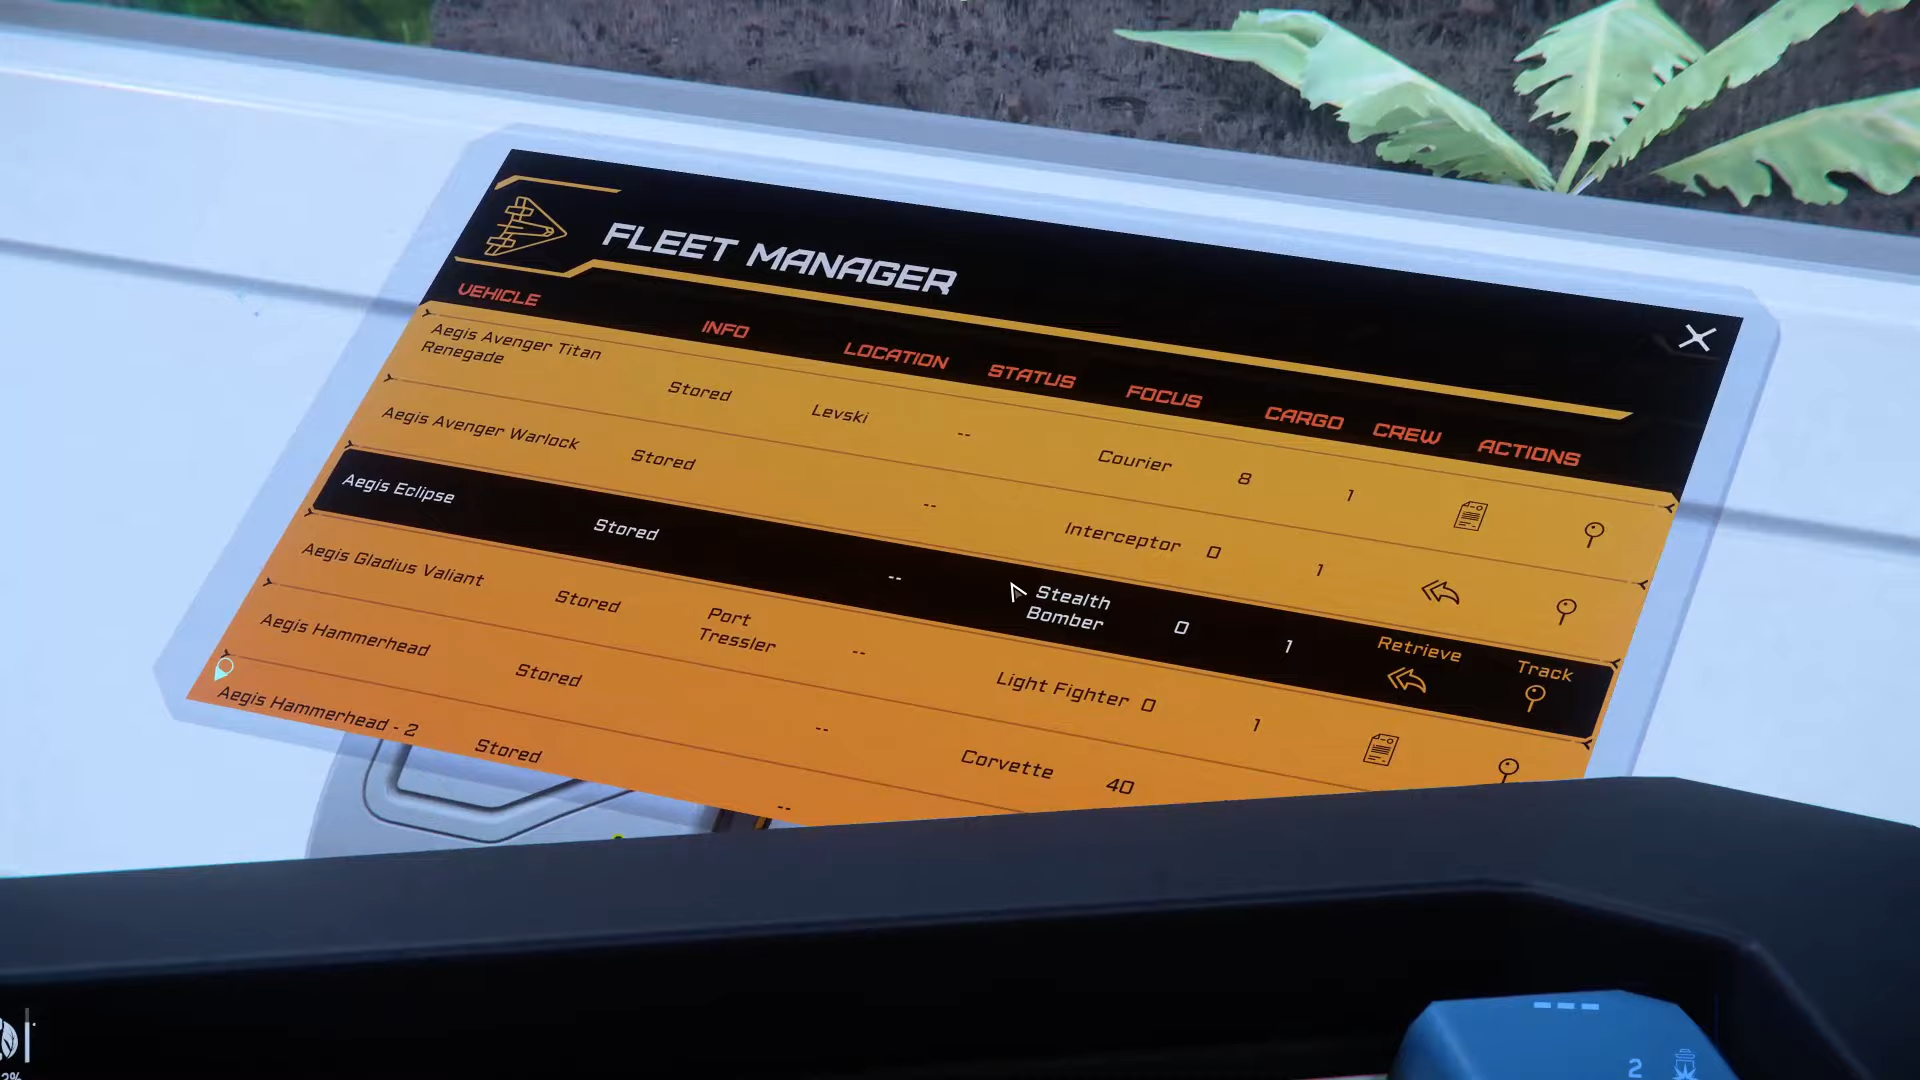 FLEET MANAGER
VEHICLE INFO LOCATION STATUS FOCUS CARGO CREW ACTIONS
Aegis Avenger Titan
Renegade
Stored Levski -- Courier 8 1
Aegis Avenger Warlock Stored -- Interceptor 0 1
Aegis Eclipse Stored -- Stealth
Bomber
0 1 Retrieve Track
Aegis Gladius Valiant Stored Port
Tressler
-- Light Fighter 0 1
Aegis Hammerhead Stored -- Corvette 40
Aegis Hammerhead - 2 Stored --
2